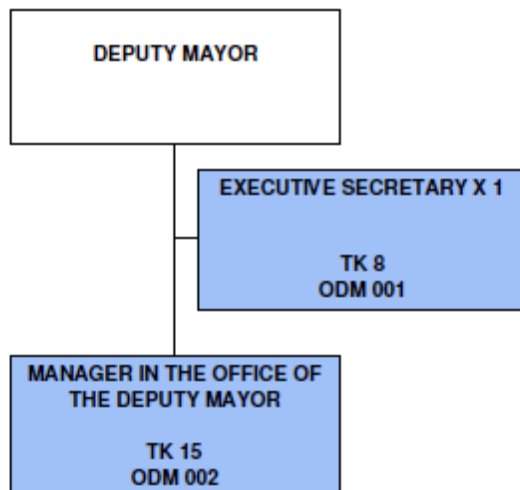 DEPUTY MAYOR
EXECUTIVE SECRETARY X 1
TK 8
ODM 001
MANAGER IN THE OFFICE OF
THE DEPUTY MAYOR
TK 15
ODM 002